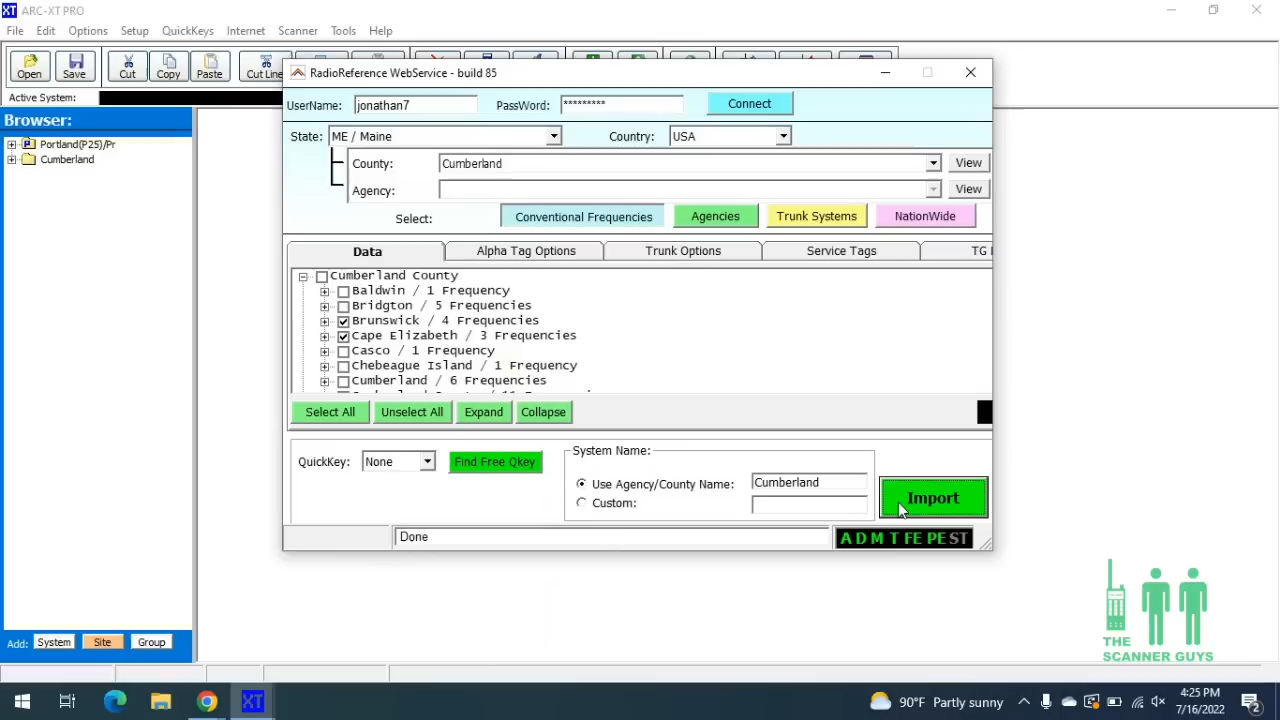 XT ARC-XT PRO
File Edit Options Setup QuickKeys Internet Scanner Tools Help
Open Save Cut Copy Paste Cut Line
Active System:
Browser:
Portland(P25)/Pr
Cumberland
RadioReference WebService - build 85
UserName: jonathan7 PassWord: ********* Connect
State: ME / Maine Country: USA
County: Cumberland View
Agency: View
Select: Conventional Frequencies Agencies Trunk Systems NationWide
Data Alpha Tag Options Trunk Options Service Tags TG
Cumberland County
Baldwin / 1 Frequency
Bridgton / 5 Frequencies
Brunswick / 4 Frequencies
Cape Elizabeth / 3 Frequencies
Casco / 1 Frequency
Chebeague Island / 1 Frequency
Cumberland / 6 Frequencies
Select All Unselect All Expand Collapse
QuickKey: None Find Free Qkey
System Name:
Use Agency/County Name: Cumberland
Custom:
Import
Done
A D M T FE PE ST
THE
SCANNER GUYS
Add: System Site Group
XT
90°F Partly sunny
4:25 PM
7/16/2022
2